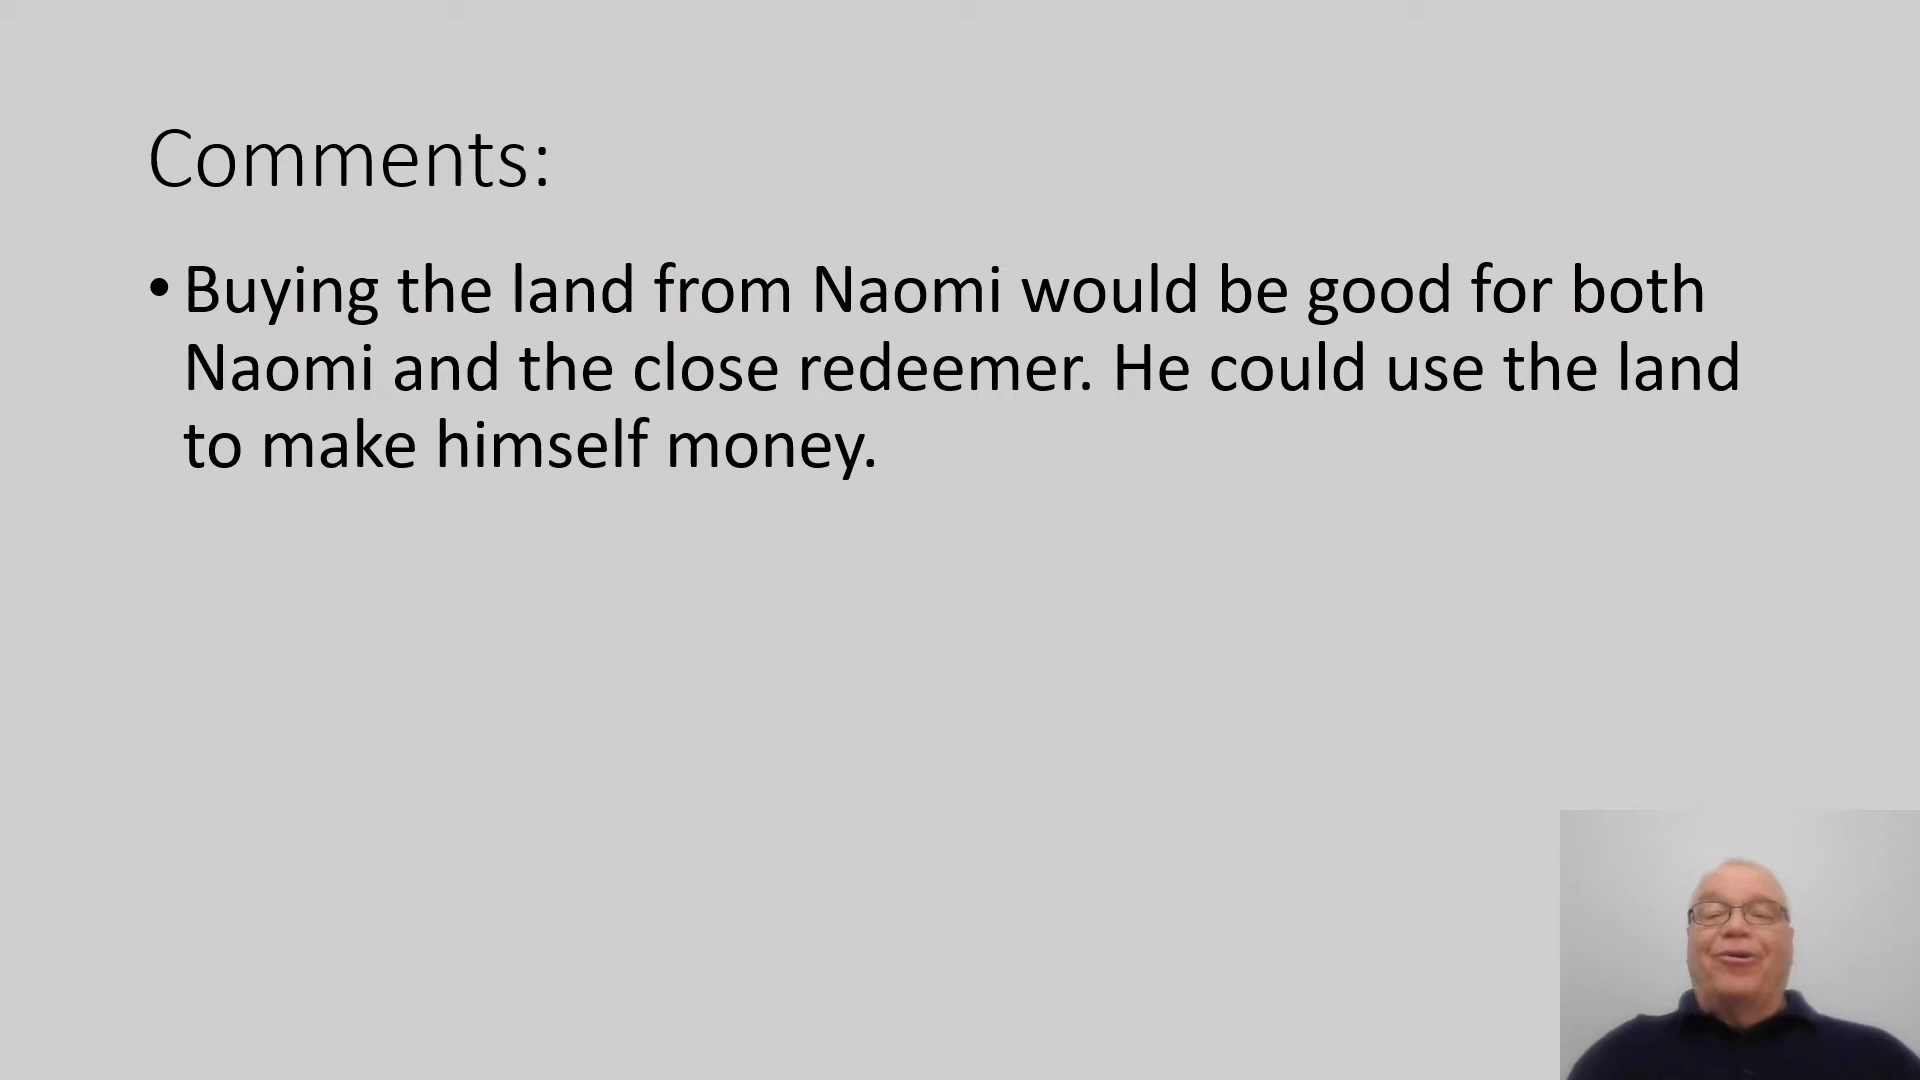 Comments:
• Buying the land from Naomi would be good for both
Naomi and the close redeemer. He could use the land
to make himself money.